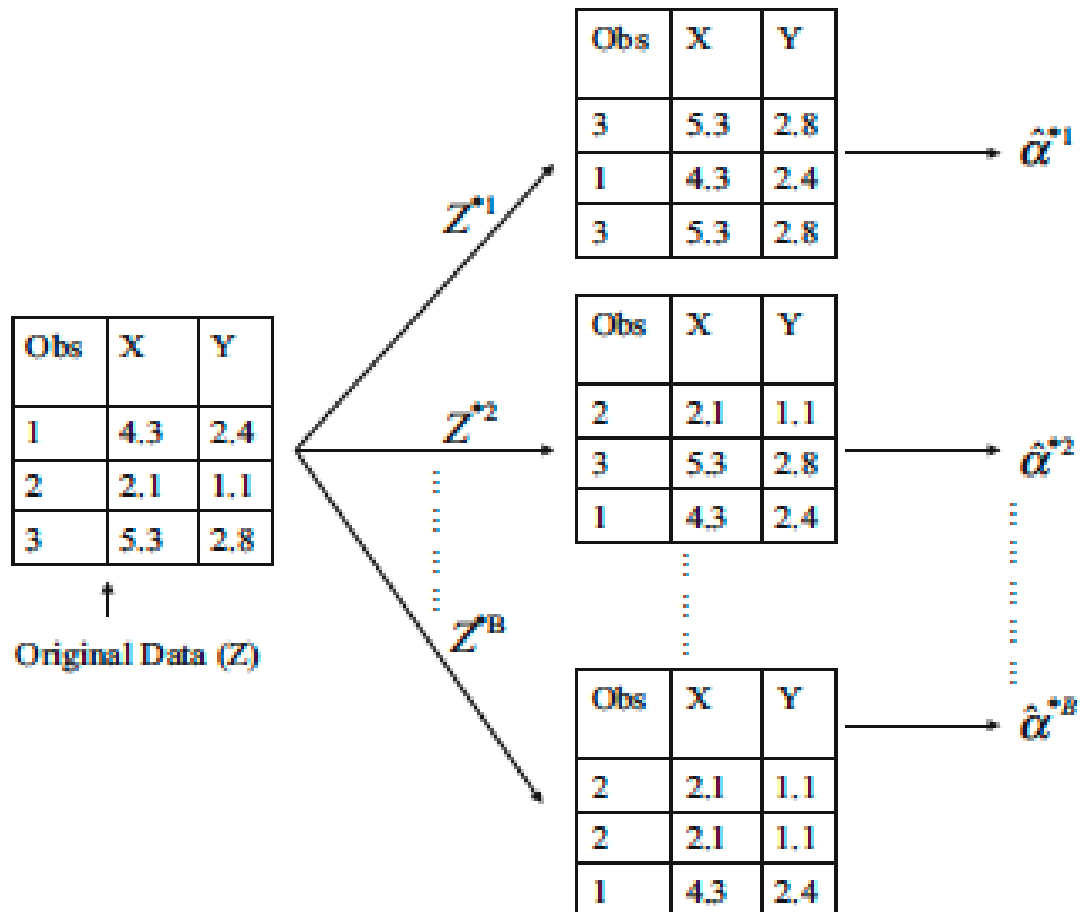 Obs X Y
3 5.3 2.8
1 4.3 2.4
3 5.3 2.8
α̂*1
Z*1
Obs X Y
1 4.3 2.4
2 2.1 1.1
3 5.3 2.8
Original Data (Z)
Z*2
Obs X Y
2 2.1 1.1
3 5.3 2.8
1 4.3 2.4
α̂*2
Z*B
Obs X Y
2 2.1 1.1
2 2.1 1.1
1 4.3 2.4
α̂*B